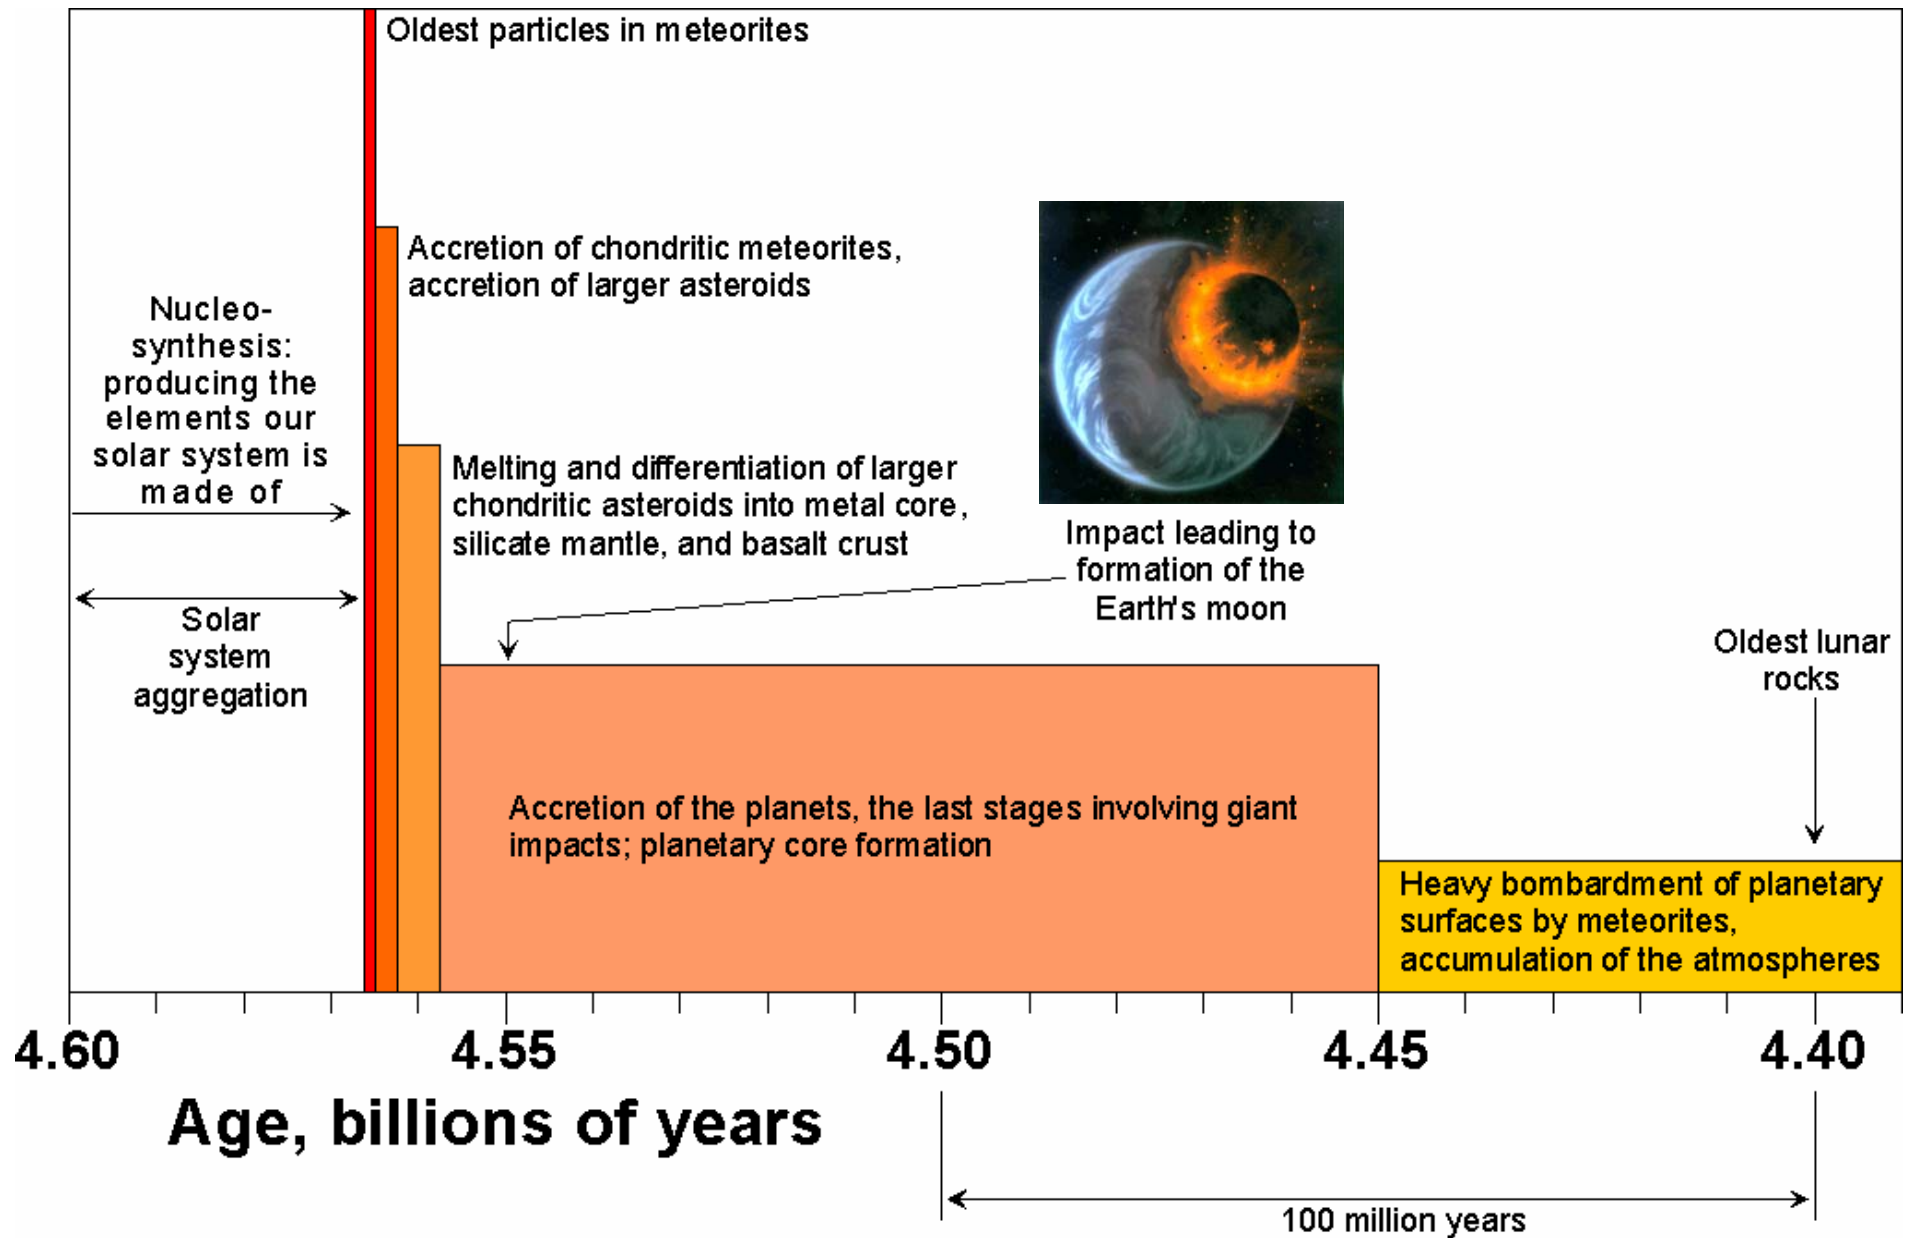 Oldest particles in meteorites
Accretion of chondritic meteorites,
accretion of larger asteroids
Nucleo-
synthesis:
producing the
elements our
solar system is
made of
Melting and differentiation of larger
chondritic asteroids into metal core,
silicate mantle, and basalt crust
Impact leading to
formation of the
Earth's moon
Solar
system
aggregation
Oldest lunar
rocks
Accretion of the planets, the last stages involving giant
impacts; planetary core formation
Heavy bombardment of planetary
surfaces by meteorites,
accumulation of the atmospheres
4.60 4.55 4.50 4.45 4.40
Age, billions of years
100 million years